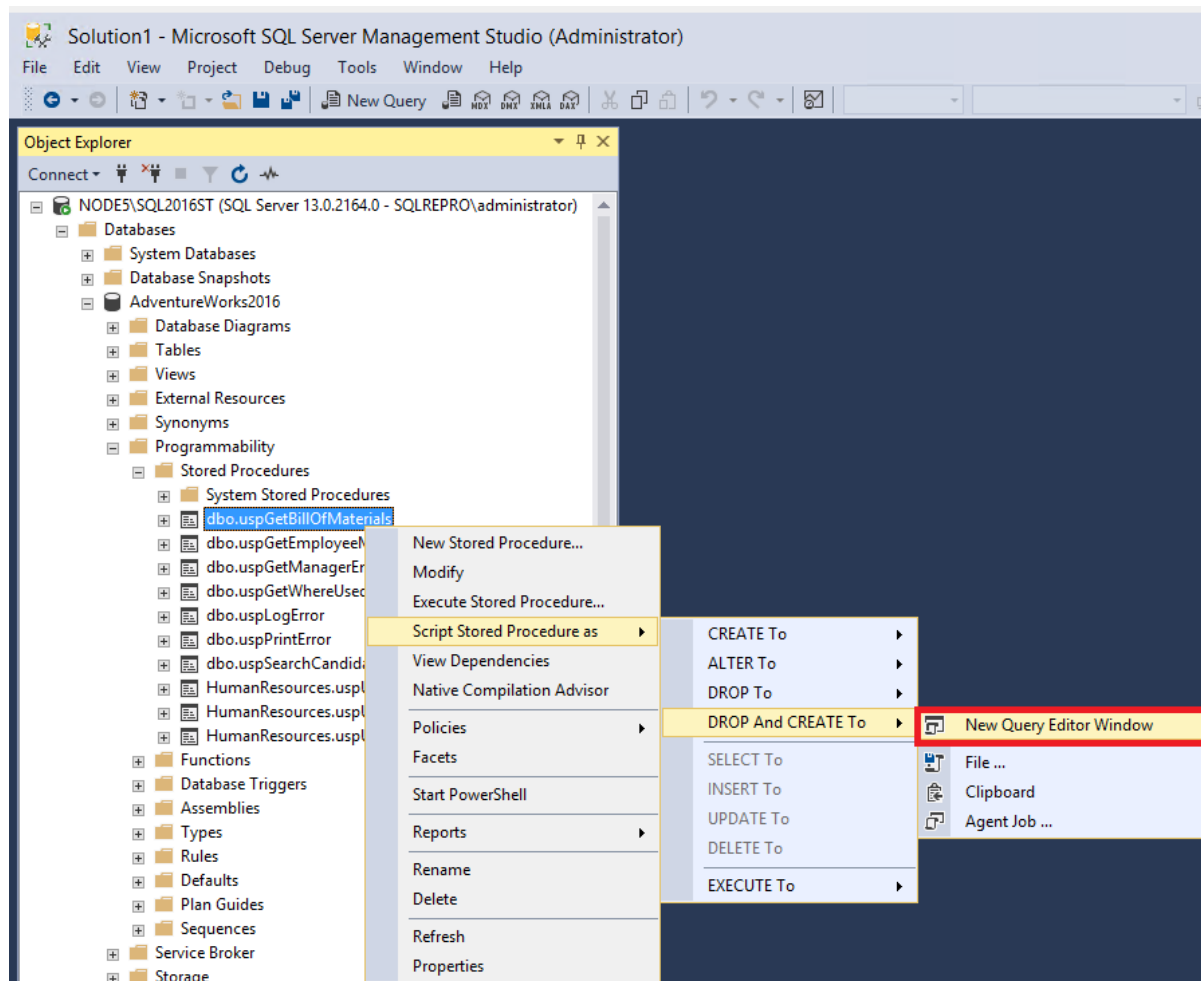 Solution1 - Microsoft SQL Server Management Studio (Administrator)
File Edit View Project Debug Tools Window Help
New Query MDX DMX XMLA DAX
Object Explorer
Connect
NODE5\SQL2016ST (SQL Server 13.0.2164.0 - SQLREPRO\administrator)
Databases
System Databases
Database Snapshots
AdventureWorks2016
Database Diagrams
Tables
Views
External Resources
Synonyms
Programmability
Stored Procedures
System Stored Procedures
dbo.uspGetBillOfMaterials
dbo.uspGetEmployeeM
dbo.uspGetManagerEm
dbo.uspGetWhereUsed
dbo.uspLogError
dbo.uspPrintError
dbo.uspSearchCandida
HumanResources.uspU
HumanResources.uspU
HumanResources.uspU
Functions
Database Triggers
Assemblies
Types
Rules
Defaults
Plan Guides
Sequences
Service Broker
Storage
New Stored Procedure...
Modify
Execute Stored Procedure...
Script Stored Procedure as
View Dependencies
Native Compilation Advisor
Policies
Facets
Start PowerShell
Reports
Rename
Delete
Refresh
Properties
CREATE To
ALTER To
DROP To
DROP And CREATE To
SELECT To
INSERT To
UPDATE To
DELETE To
EXECUTE To
New Query Editor Window
File ...
Clipboard
Agent Job ...